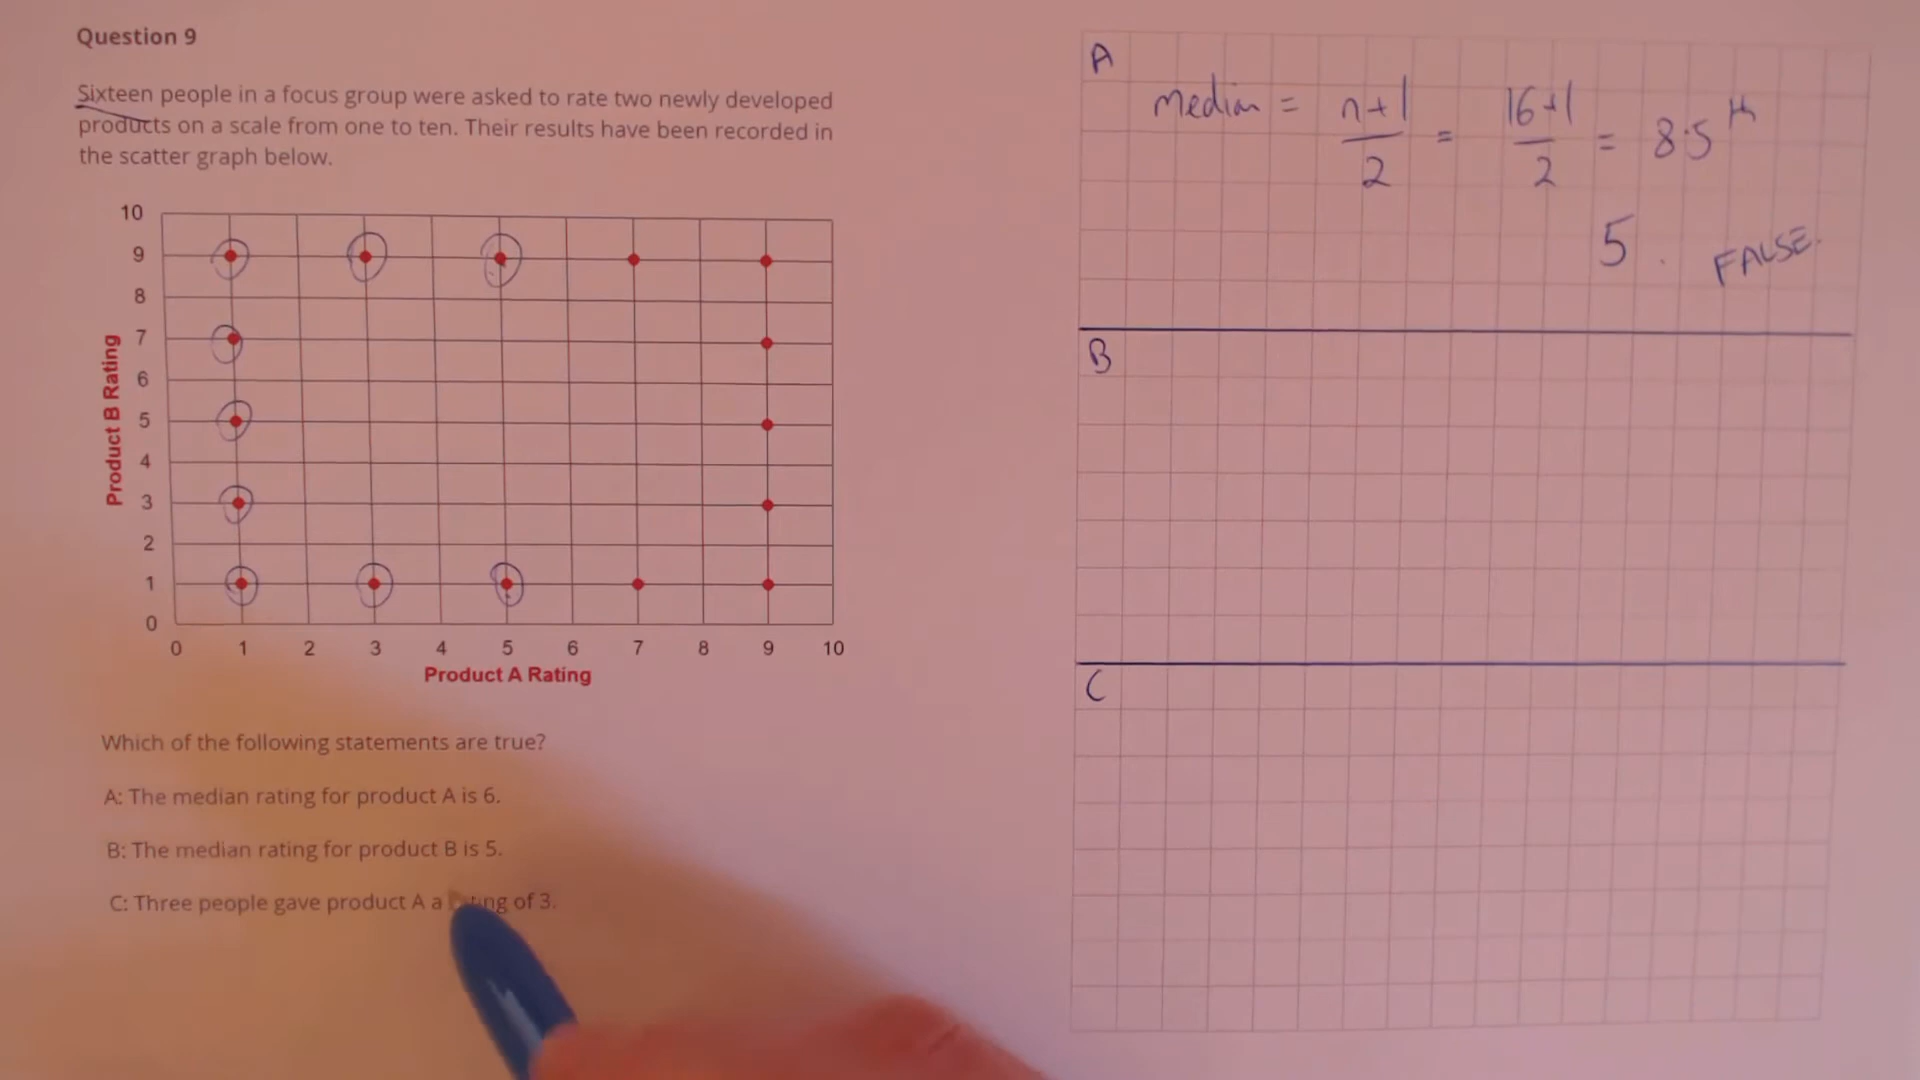 Question 9
Sixteen people in a focus group were asked to rate two newly developed
products on a scale from one to ten. Their results have been recorded in
the scatter graph below.
10
9
8
7
6
5
4
3
2
1
0
Product B Rating
0 1 2 3 4 5 6 7 8 9 10
Product A Rating
Which of the following statements are true?
A: The median rating for product A is 6.
B: The median rating for product B is 5.
C: Three people gave product A a rating of 3.
A
median = n+1/2 = 16+1/2 = 8.5th
5. FALSE.
B
C